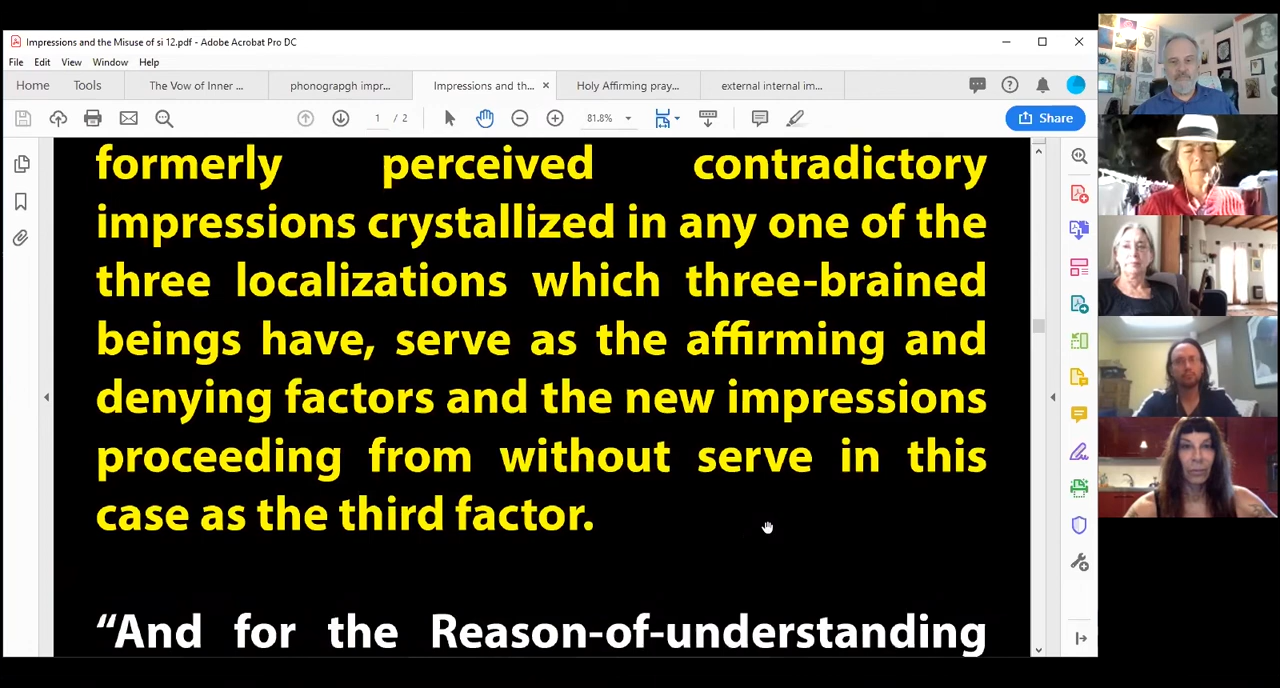 Impressions and the Misuse of si 12.pdf - Adobe Acrobat Pro DC
File Edit View Window Help
Home Tools The Vow of Inner ... phonograpgh impr... Impressions and th... × Holy Affirming pray... external internal im...
1 / 2 81.8% Share
formerly perceived contradictory
impressions crystallized in any one of the
three localizations which three-brained
beings have, serve as the affirming and
denying factors and the new impressions
proceeding from without serve in this
case as the third factor.
“And for the Reason-of-understanding